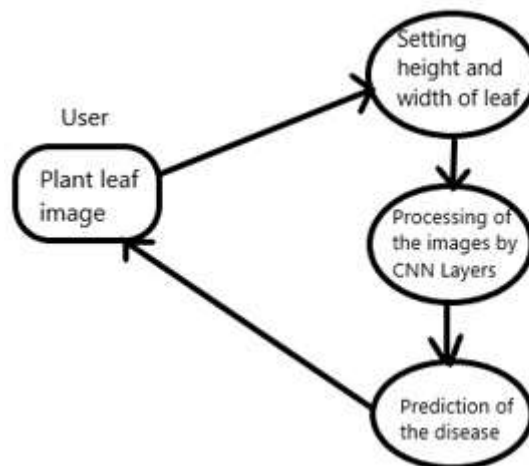 User
Plant leaf
image
Setting
height and
width of leaf
Processing of
the images by
CNN Layers
Prediction of
the disease